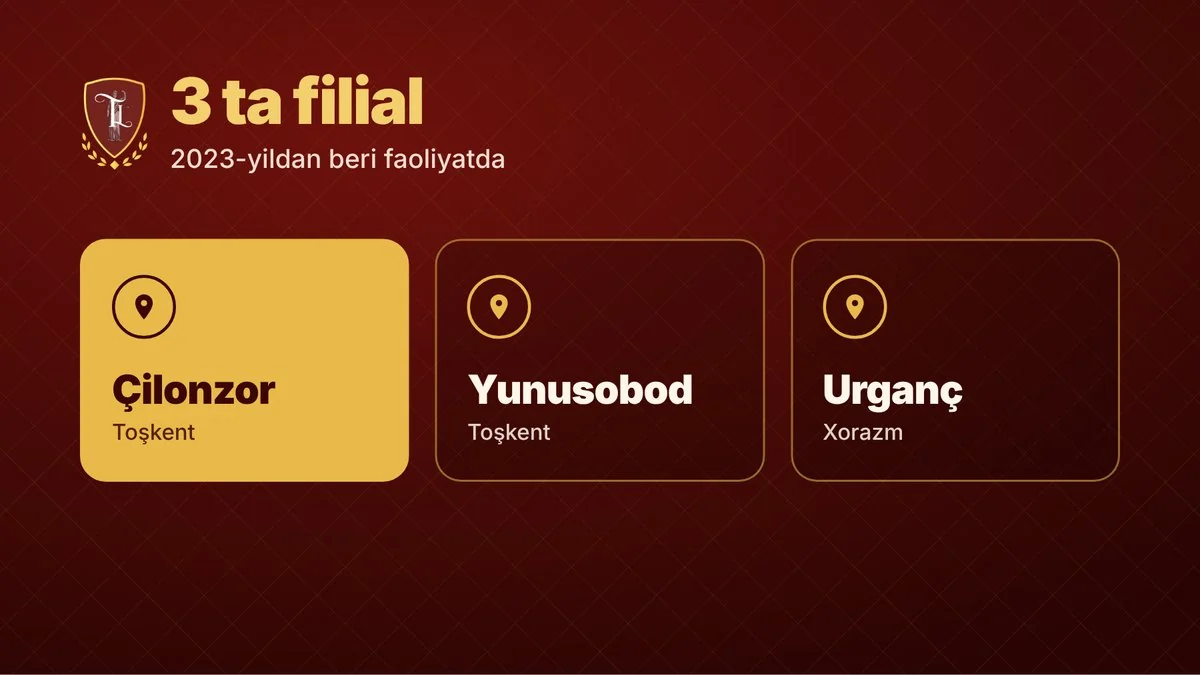 3 ta filial
2023-yildan beri faoliyatda
Çilonzor
Toşkent
Yunusobod
Toşkent
Urganç
Xorazm